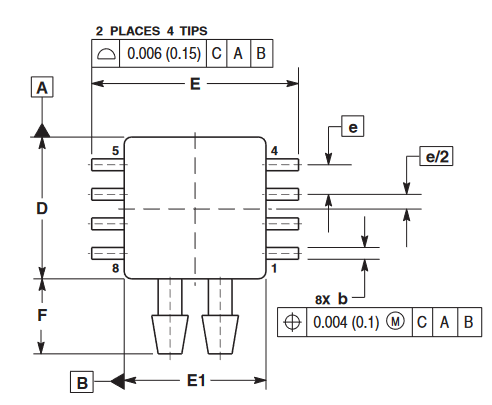 2 PLACES 4 TIPS
0.006 (0.15) C A B
A
E
e
5
4
e/2
D
8
1
F
8X b
0.004 (0.1) M C A B
B
E1